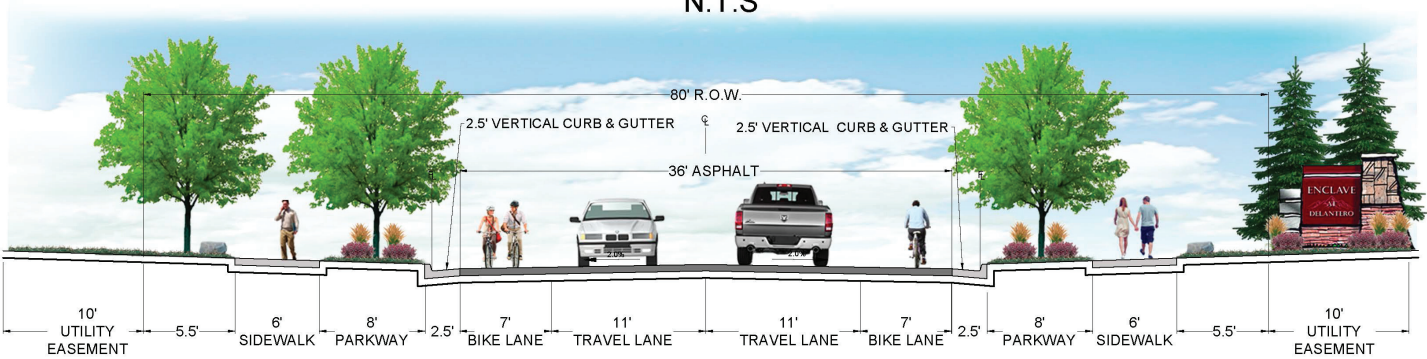 N.T.S
80' R.O.W.
2.5' VERTICAL CURB & GUTTER
℄
2.5' VERTICAL CURB & GUTTER
36' ASPHALT
ENCLAVE
AT
DELANTERO
2.0%
2.0%
10'
UTILITY
EASEMENT
5.5'
6'
SIDEWALK
8'
PARKWAY
2.5'
7'
BIKE LANE
11'
TRAVEL LANE
11'
TRAVEL LANE
7'
BIKE LANE
2.5'
8'
PARKWAY
6'
SIDEWALK
5.5'
10'
UTILITY
EASEMENT